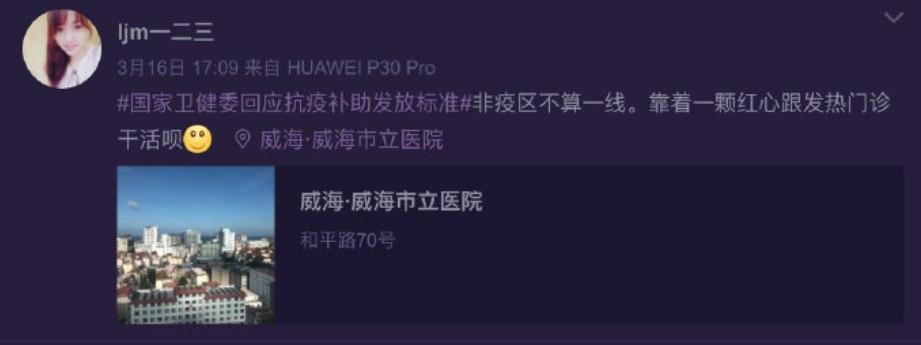 ljm一二三
3月16日 17:09 来自 HUAWEI P30 Pro
#国家卫健委回应抗疫补助发放标准#非疫区不算一线。靠着一颗红心跟发热门诊
干活呗 威海·威海市立医院
威海·威海市立医院
和平路70号